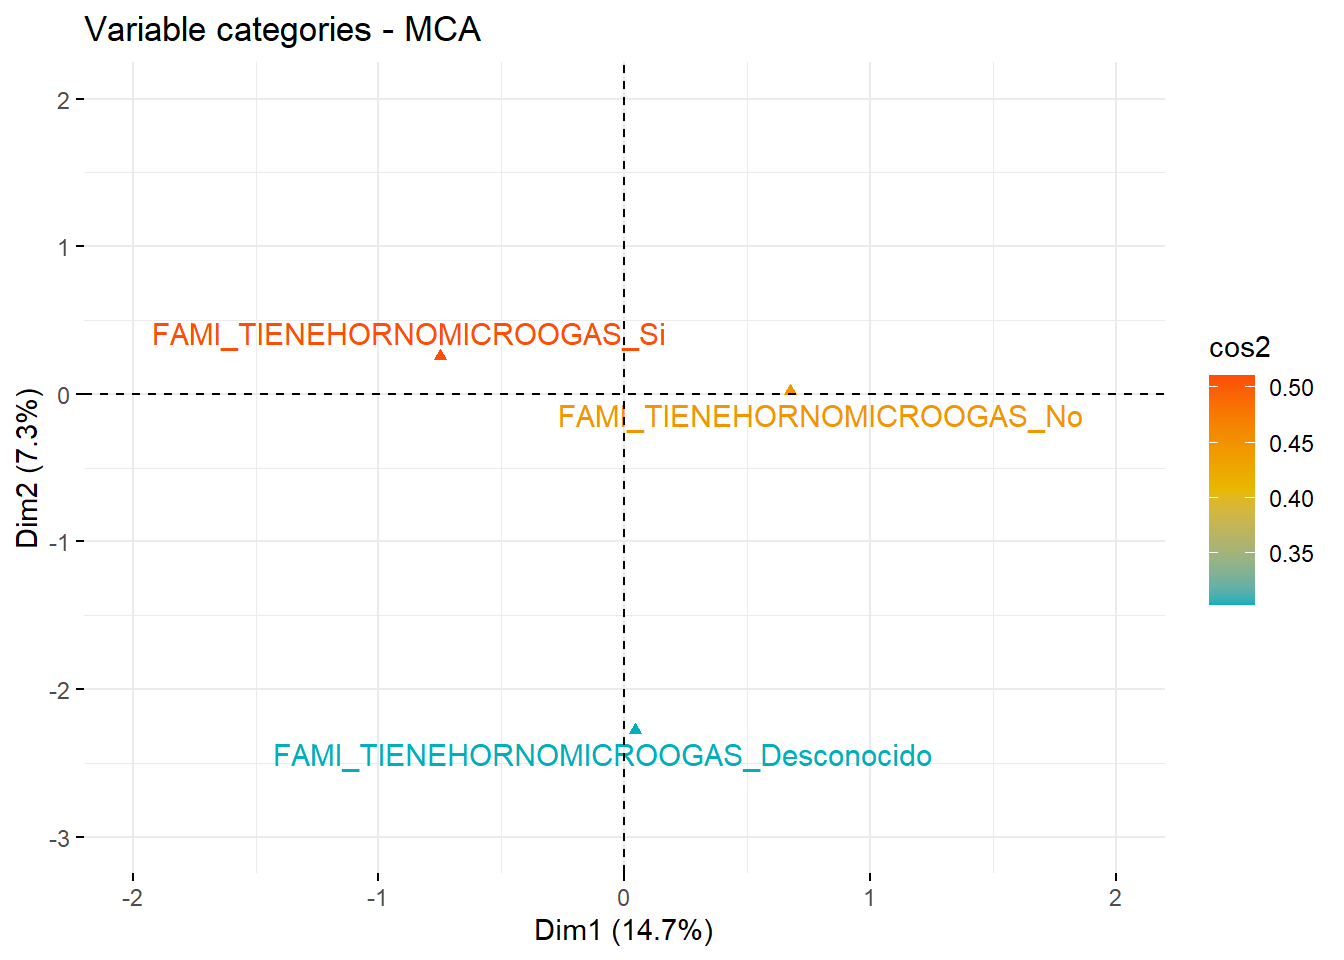 Variable categories - MCA
2
1
0
-1
-2
-3
Dim2 (7.3%)
FAMI_TIENEHORNOMICROOGAS_Si
FAMI_TIENEHORNOMICROOGAS_No
FAMI_TIENEHORNOMICROOGAS_Desconocido
-2
-1
0
1
2
Dim1 (14.7%)
cos2
0.50
0.45
0.40
0.35